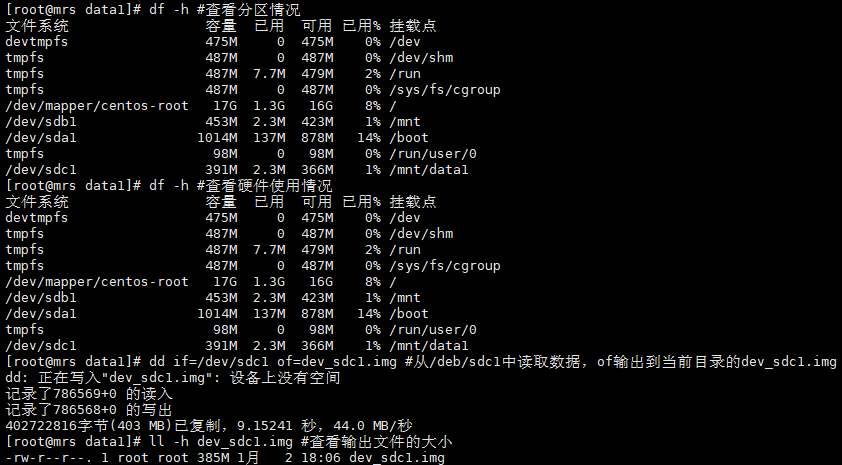 [root@mrs data1]# df -h #查看分区情况
文件系统                 容量  已用  可用 已用% 挂载点
devtmpfs                 475M     0  475M    0% /dev
tmpfs                    487M     0  487M    0% /dev/shm
tmpfs                    487M  7.7M  479M    2% /run
tmpfs                    487M     0  487M    0% /sys/fs/cgroup
/dev/mapper/centos-root   17G  1.3G   16G    8% /
/dev/sdb1                453M  2.3M  423M    1% /mnt
/dev/sda1               1014M  137M  878M   14% /boot
tmpfs                     98M     0   98M    0% /run/user/0
/dev/sdc1                391M  2.3M  366M    1% /mnt/data1
[root@mrs data1]# df -h #查看硬件使用情况
文件系统                 容量  已用  可用 已用% 挂载点
devtmpfs                 475M     0  475M    0% /dev
tmpfs                    487M     0  487M    0% /dev/shm
tmpfs                    487M  7.7M  479M    2% /run
tmpfs                    487M     0  487M    0% /sys/fs/cgroup
/dev/mapper/centos-root   17G  1.3G   16G    8% /
/dev/sdb1                453M  2.3M  423M    1% /mnt
/dev/sda1               1014M  137M  878M   14% /boot
tmpfs                     98M     0   98M    0% /run/user/0
/dev/sdc1                391M  2.3M  366M    1% /mnt/data1
[root@mrs data1]# dd if=/dev/sdc1 of=dev_sdc1.img #从/deb/sdc1中读取数据，of输出到当前目录的dev_sdc1.img
dd: 正在写入"dev_sdc1.img": 设备上没有空间
记录了786569+0 的读入
记录了786568+0 的写出
402722816字节(403 MB)已复制，9.15241 秒，44.0 MB/秒
[root@mrs data1]# ll -h dev_sdc1.img #查看输出文件的大小
-rw-r--r--. 1 root root 385M 1月   2 18:06 dev_sdc1.img